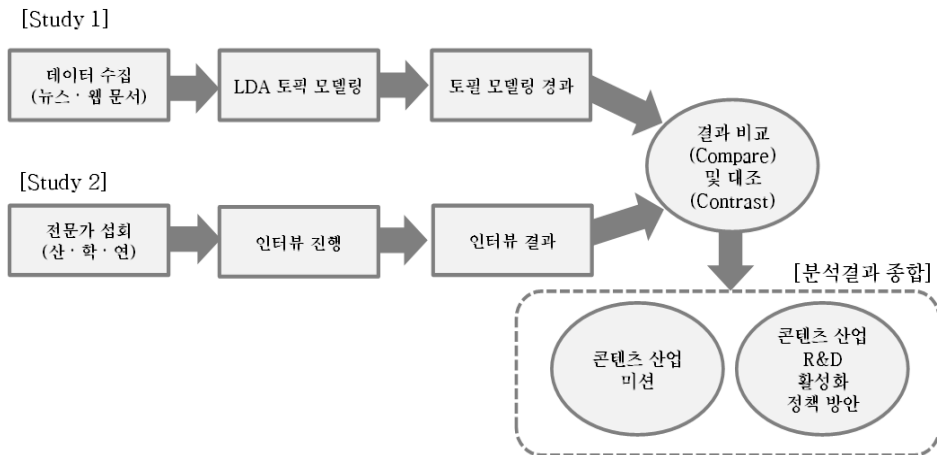 [Study 1]
데이터 수집
(뉴스 · 웹 문서)
LDA 토픽 모델링
토필 모델링 경과
결과 비교
(Compare)
및 대조
(Contrast)
[Study 2]
전문가 섭회
(산 · 학 · 연)
인터뷰 진행
인터뷰 결과
[분석결과 종합]
콘텐츠 산업
미션
콘텐츠 산업
R&D
활성화
정책 방안